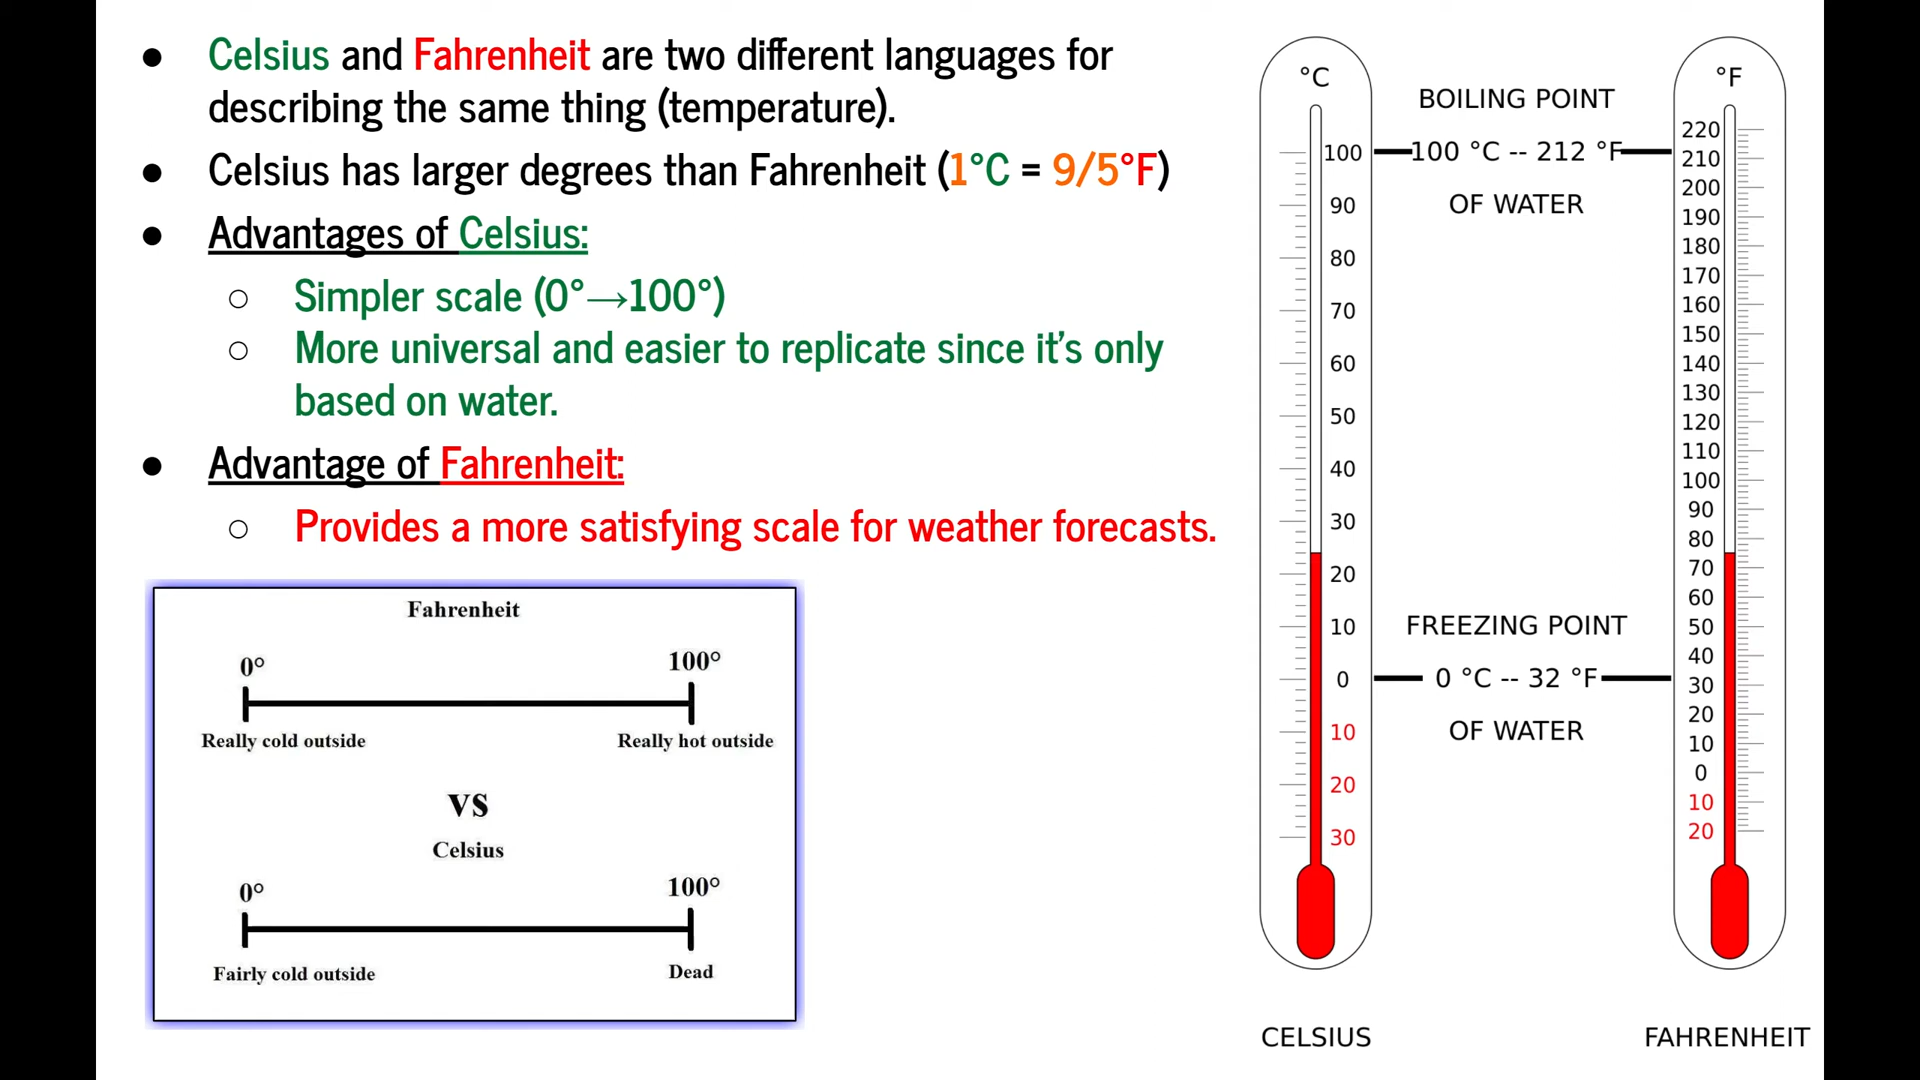 ● Celsius and Fahrenheit are two different languages for
describing the same thing (temperature).
● Celsius has larger degrees than Fahrenheit (1°C = 9/5°F)
● Advantages of Celsius:
○ Simpler scale (0°→100°)
○ More universal and easier to replicate since it’s only
based on water.
● Advantage of Fahrenheit:
○ Provides a more satisfying scale for weather forecasts.
Fahrenheit
0° 100°
Really cold outside Really hot outside
VS
Celsius
0° 100°
Fairly cold outside Dead
°C
100
90
80
70
60
50
40
30
20
10
0
10
20
30
CELSIUS
BOILING POINT
100 °C -- 212 °F
OF WATER
FREEZING POINT
0 °C -- 32 °F
OF WATER
°F
220
210
200
190
180
170
160
150
140
130
120
110
100
90
80
70
60
50
40
30
20
10
0
10
20
FAHRENHEIT